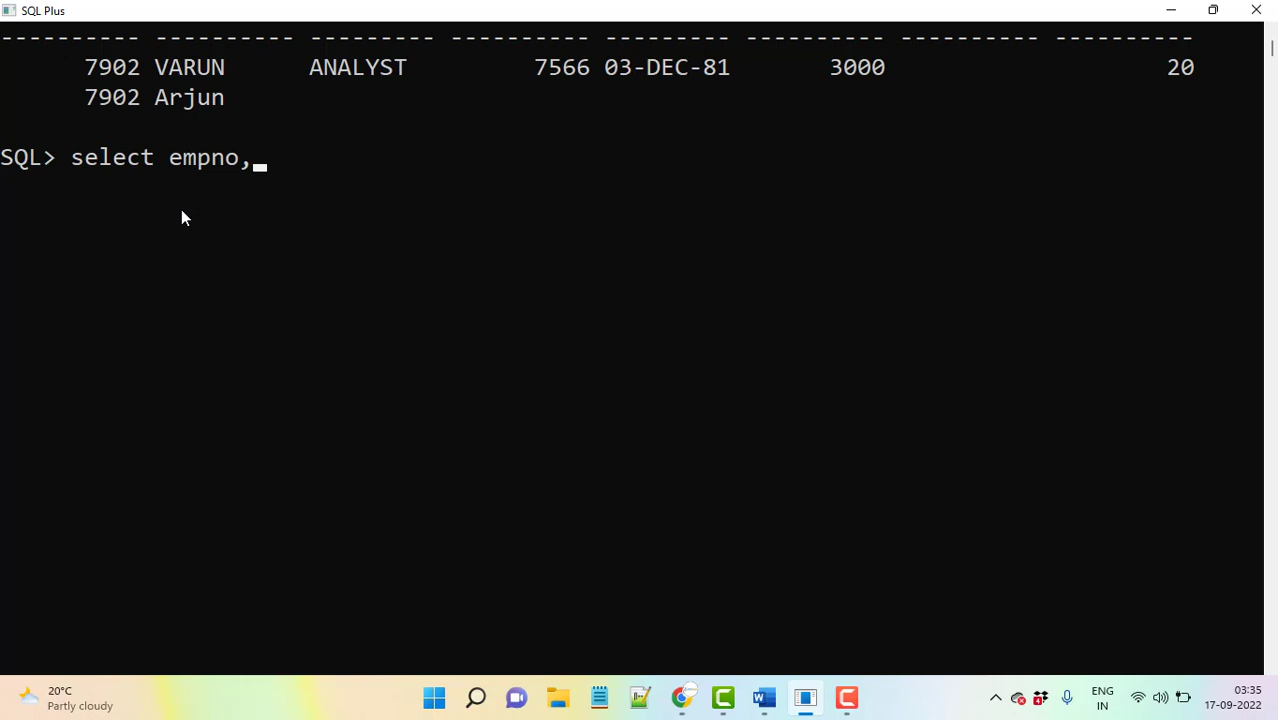 SQL Plus
---------- ---------- --------- ---------- --------- ---------- ---------- ----------
7902 VARUN ANALYST 7566 03-DEC-81 3000 20
7902 Arjun
SQL> select empno,
20°C
Partly cloudy
ENG
IN
03:35
17-09-2022